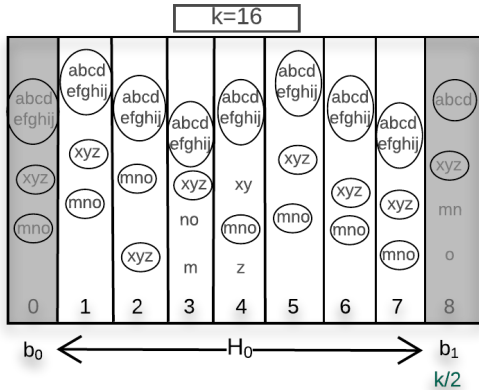 k=16
abcd
efghij
xyz
mno
0
abcd
efghij
xyz
mno
1
abcd
efghij
mno
xyz
2
abcd
efghij
xyz
no
m
3
abcd
efghij
xy
mno
z
4
abcd
efghij
xyz
mno
5
abcd
efghij
xyz
mno
6
abcd
efghij
xyz
mno
7
abcd
xyz
mn
o
8
b₀
H₀
b₁
k/2